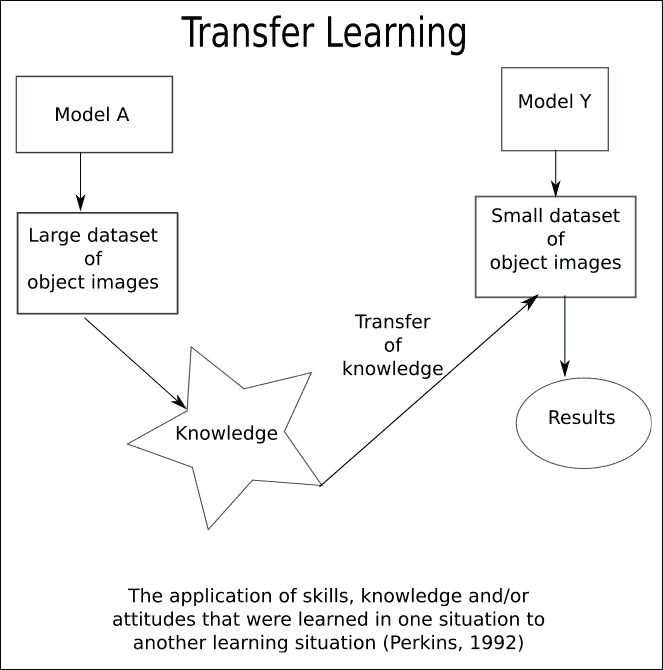 Transfer Learning
Model A
Large dataset
of
object images
Knowledge
Transfer
of
knowledge
Model Y
Small dataset
of
object images
Results
The application of skills, knowledge and/or
attitudes that were learned in one situation to
another learning situation (Perkins, 1992)